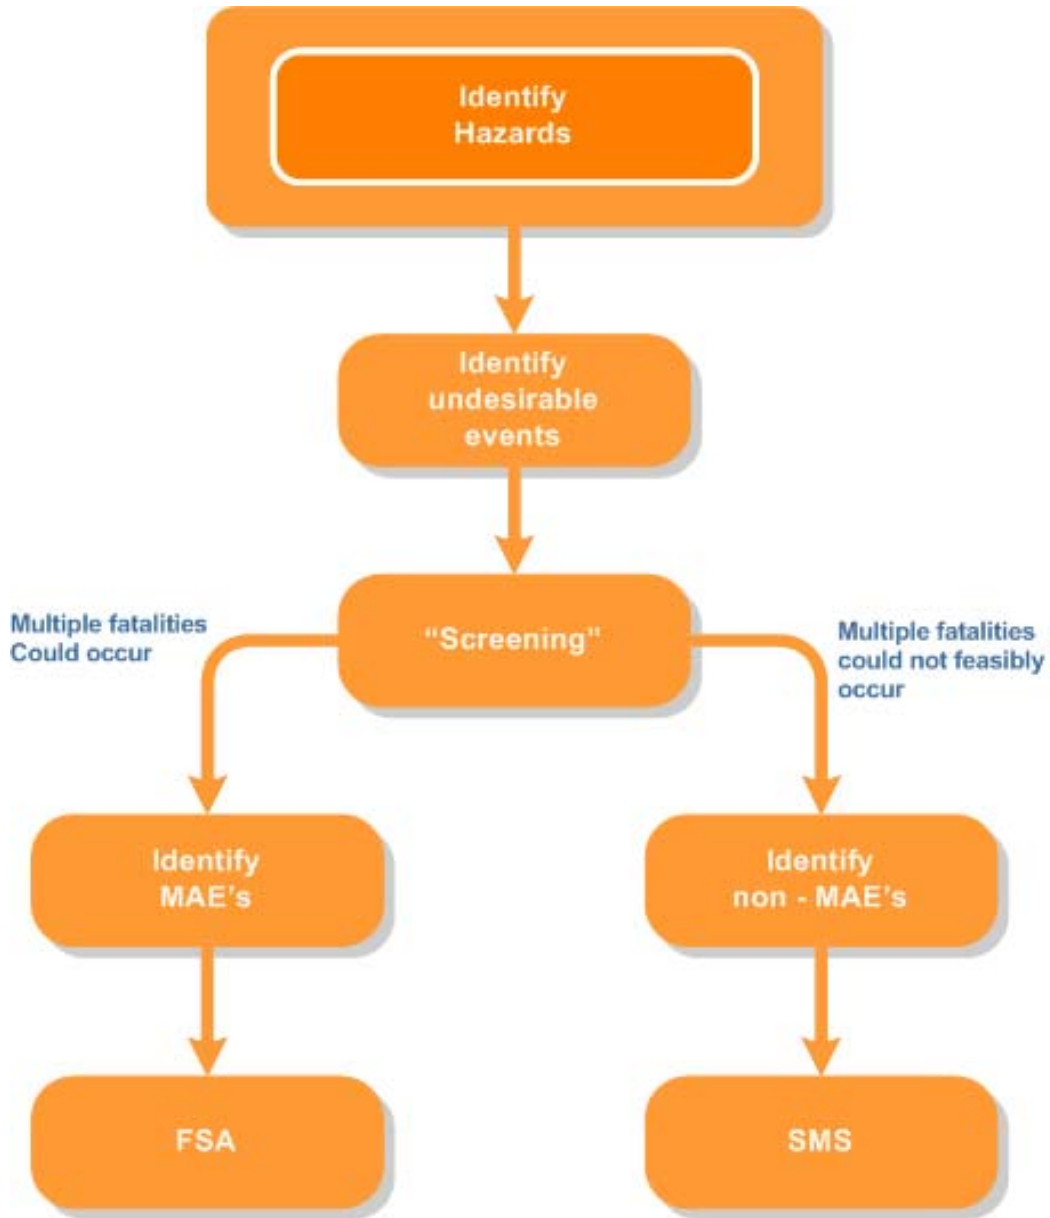 Identify
Hazards
Identify
undesirable
events
Multiple fatalities
Could occur
“Screening”
Multiple fatalities
could not feasibly
occur
Identify
MAE's
Identify
non - MAE's
FSA
SMS